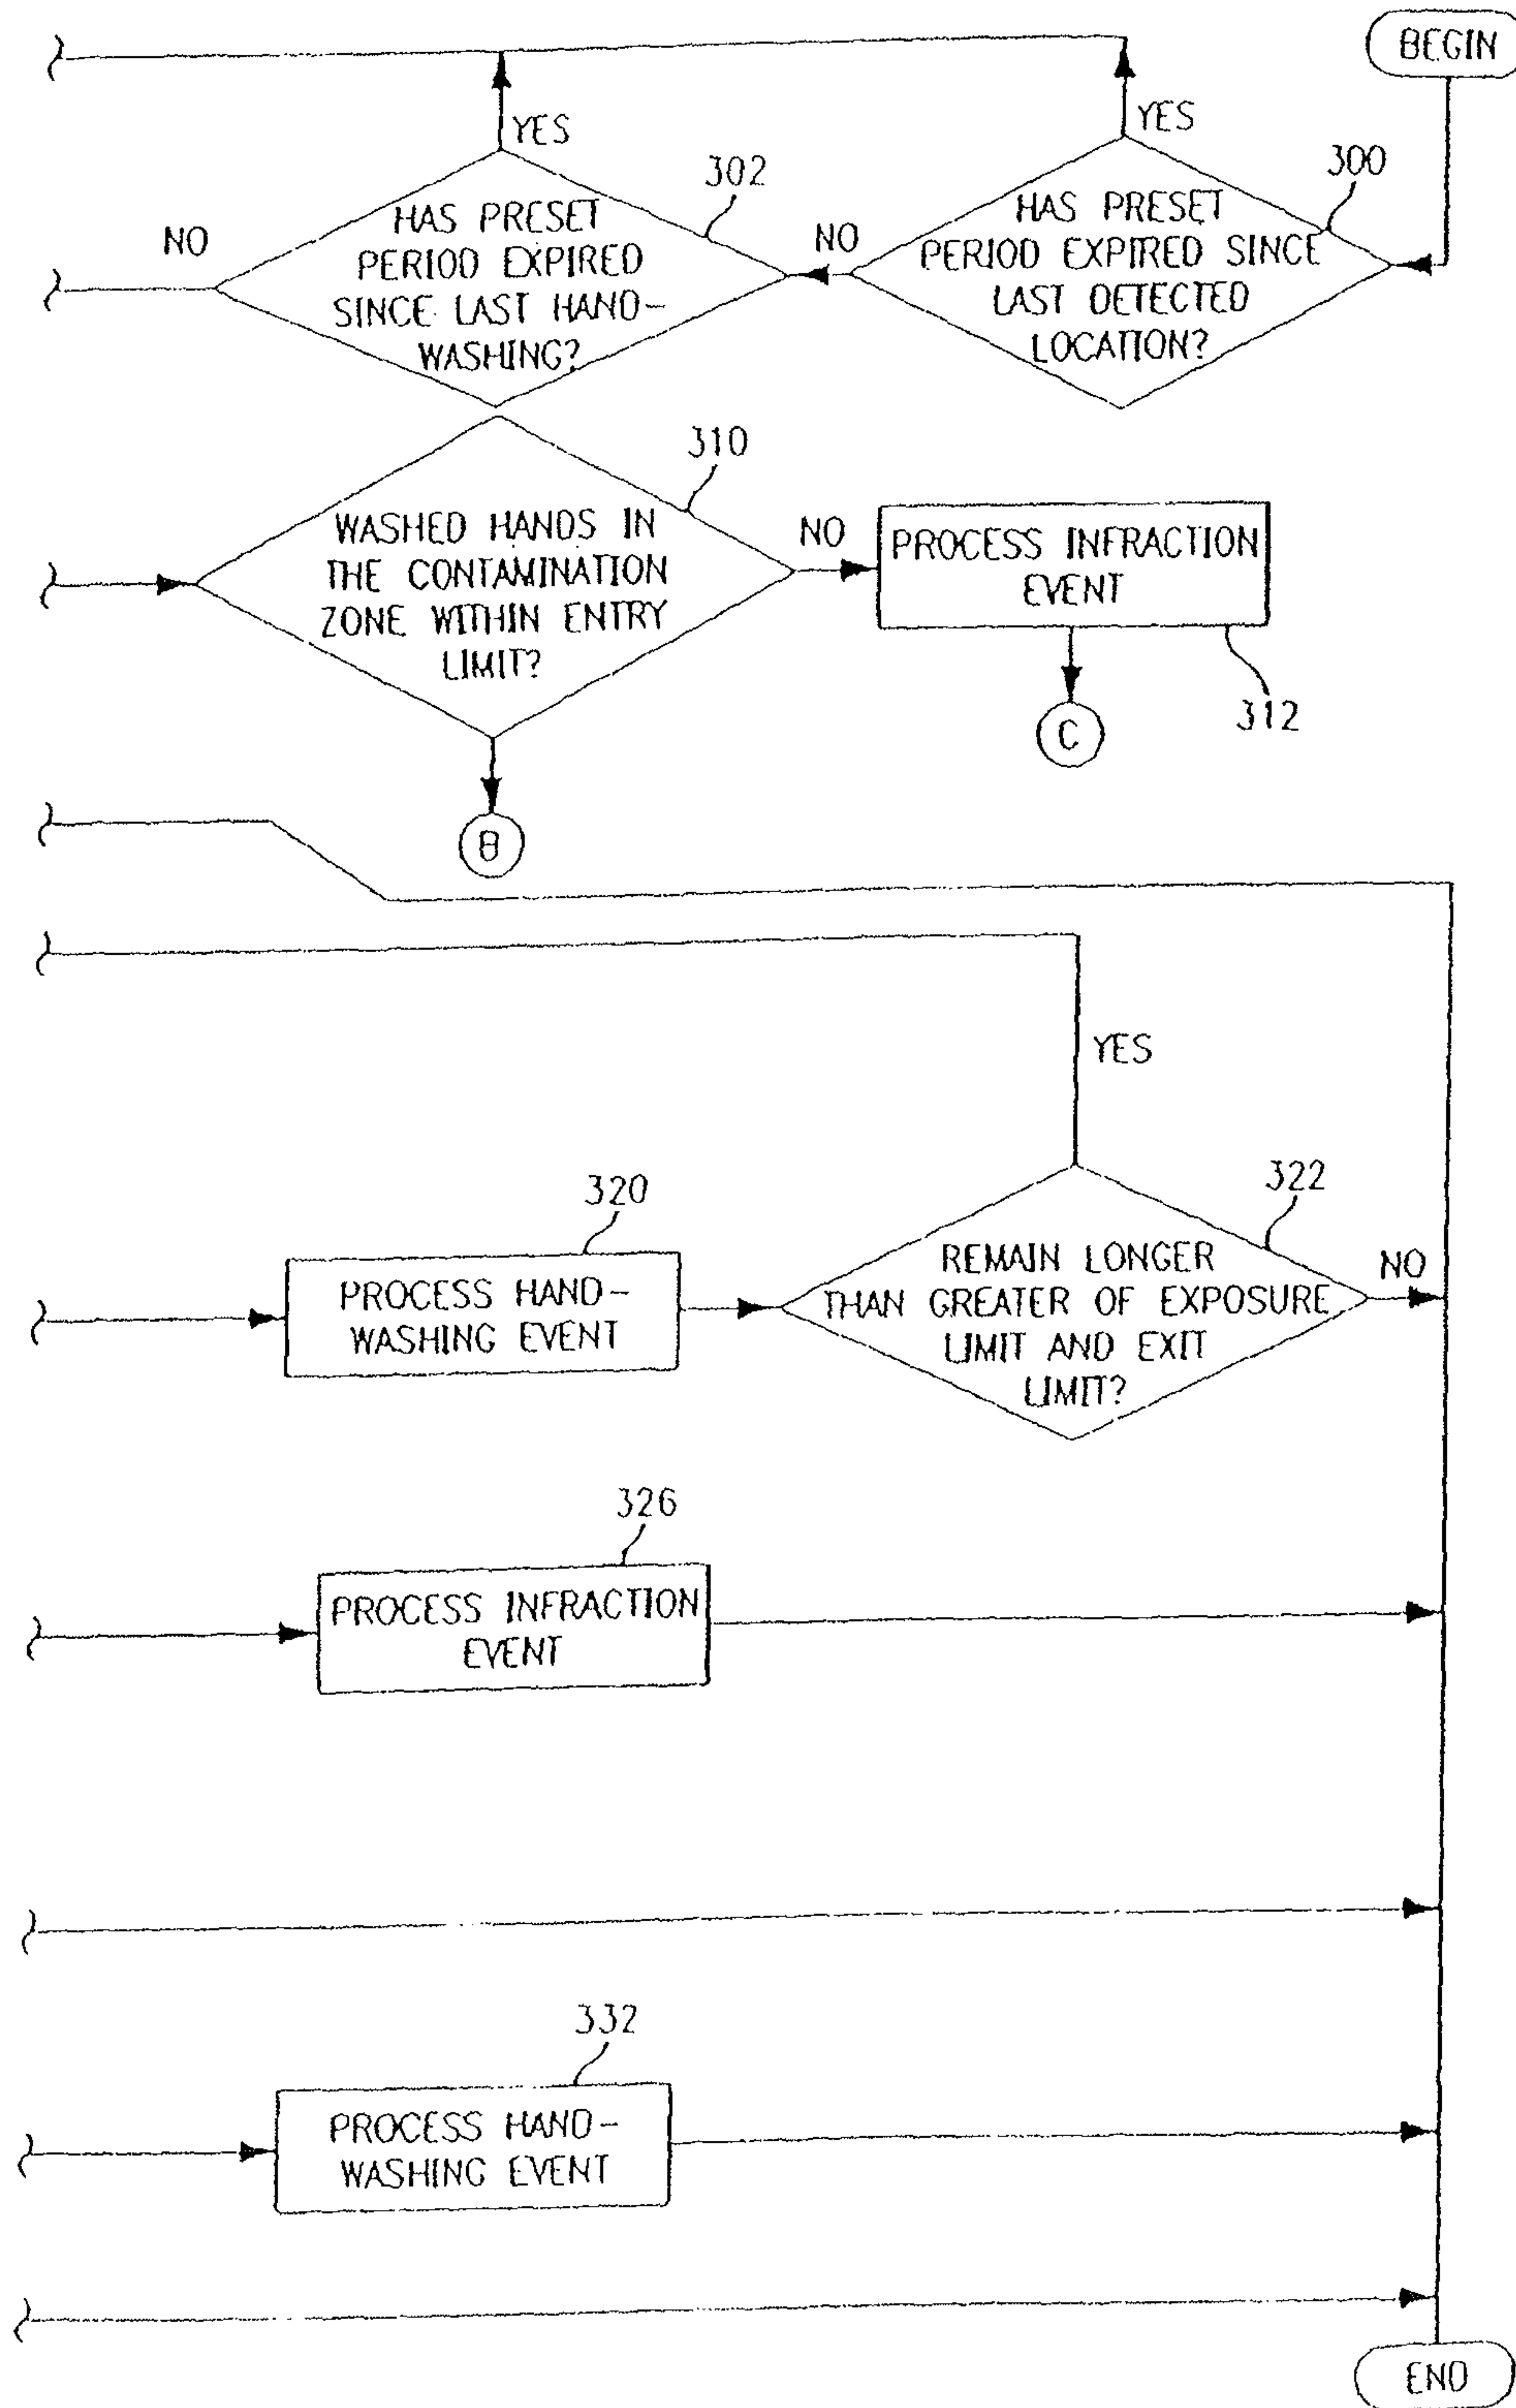 BEGIN
YES
YES
300
302
HAS PRESET
PERIOD EXPIRED SINCE
LAST DETECTED
LOCATION?
NO
HAS PRESET
PERIOD EXPIRED
SINCE LAST HAND-
WASHING?
NO
310
WASHED HANDS IN
THE CONTAMINATION
ZONE WITHIN ENTRY
LIMIT?
NO
PROCESS INFRACTION
EVENT
312
C
B
YES
320
322
PROCESS HAND-
WASHING EVENT
REMAIN LONGER
THAN GREATER OF EXPOSURE
LIMIT AND EXIT
LIMIT?
NO
326
PROCESS INFRACTION
EVENT
332
PROCESS HAND-
WASHING EVENT
END